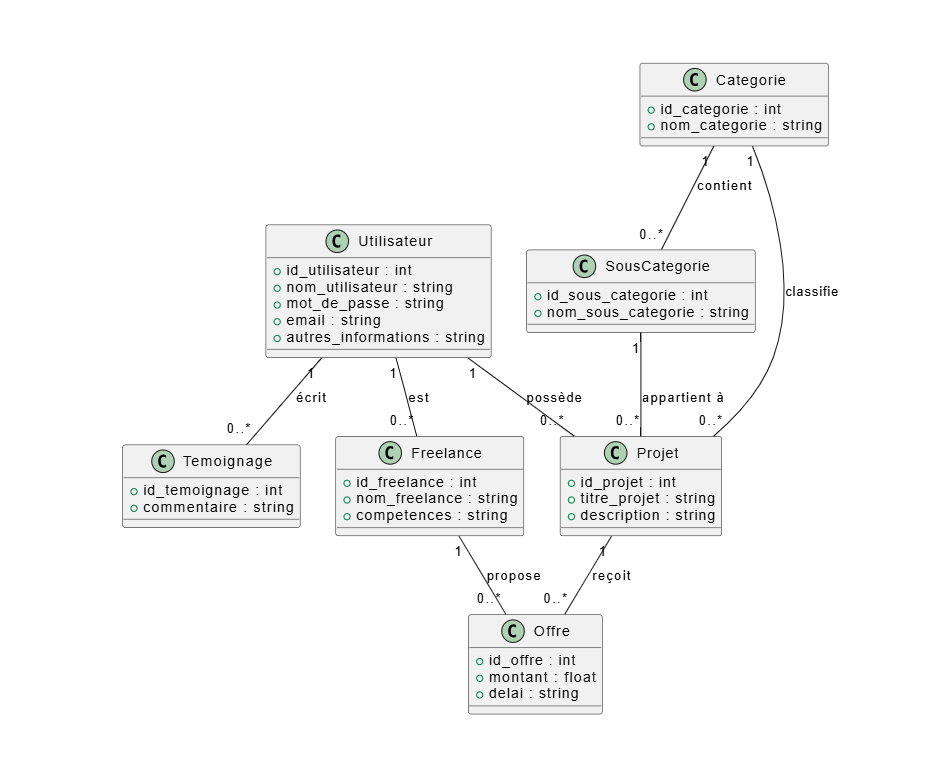 C Categorie
id_categorie : int
nom_categorie : string
1
1
contient
0..*
C Utilisateur
id_utilisateur : int
nom_utilisateur : string
mot_de_passe : string
email : string
autres_informations : string
C SousCategorie
id_sous_categorie : int
nom_sous_categorie : string
classifie
1
1
1
1
écrit
est
possède
appartient à
0..*
0..*
0..*
0..*
0..*
C Temoignage
id_temoignage : int
commentaire : string
C Freelance
id_freelance : int
nom_freelance : string
competences : string
C Projet
id_projet : int
titre_projet : string
description : string
1
1
propose
reçoit
0..*
0..*
C Offre
id_offre : int
montant : float
delai : string